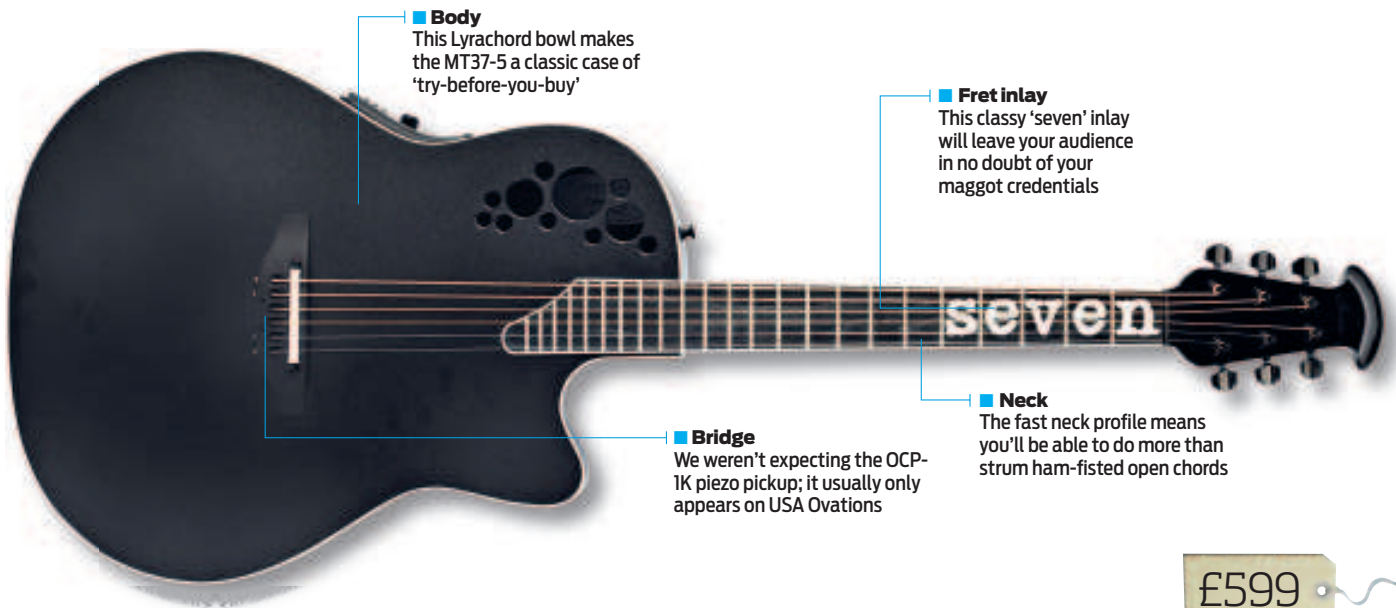 Body
This Lyrachord bowl makes
the MT37-5 a classic case of
‘try-before-you-buy’
Fret inlay
This classy ‘seven’ inlay
will leave your audience
in no doubt of your
maggot credentials
seven
Neck
The fast neck profile means
you’ll be able to do more than
strum ham-fisted open chords
Bridge
We weren’t expecting the OCP-
1K piezo pickup; it usually only
appears on USA Ovations
£599